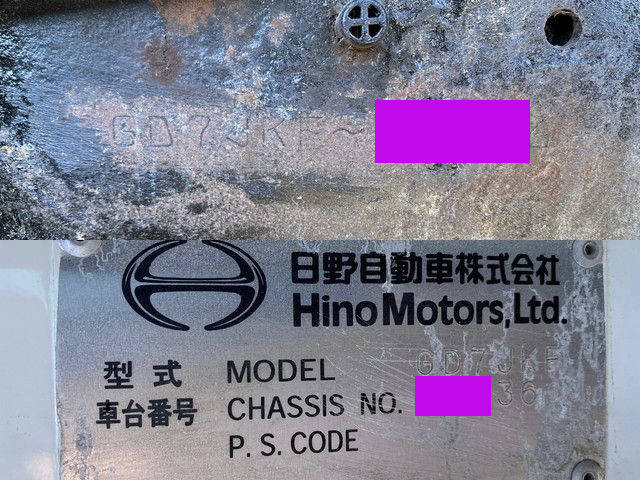 GD7JKF~
日野自動車株式会社
Hino Motors, Ltd.
型式 MODEL GD7JKF
車台番号 CHASSIS NO. 36
P. S. CODE